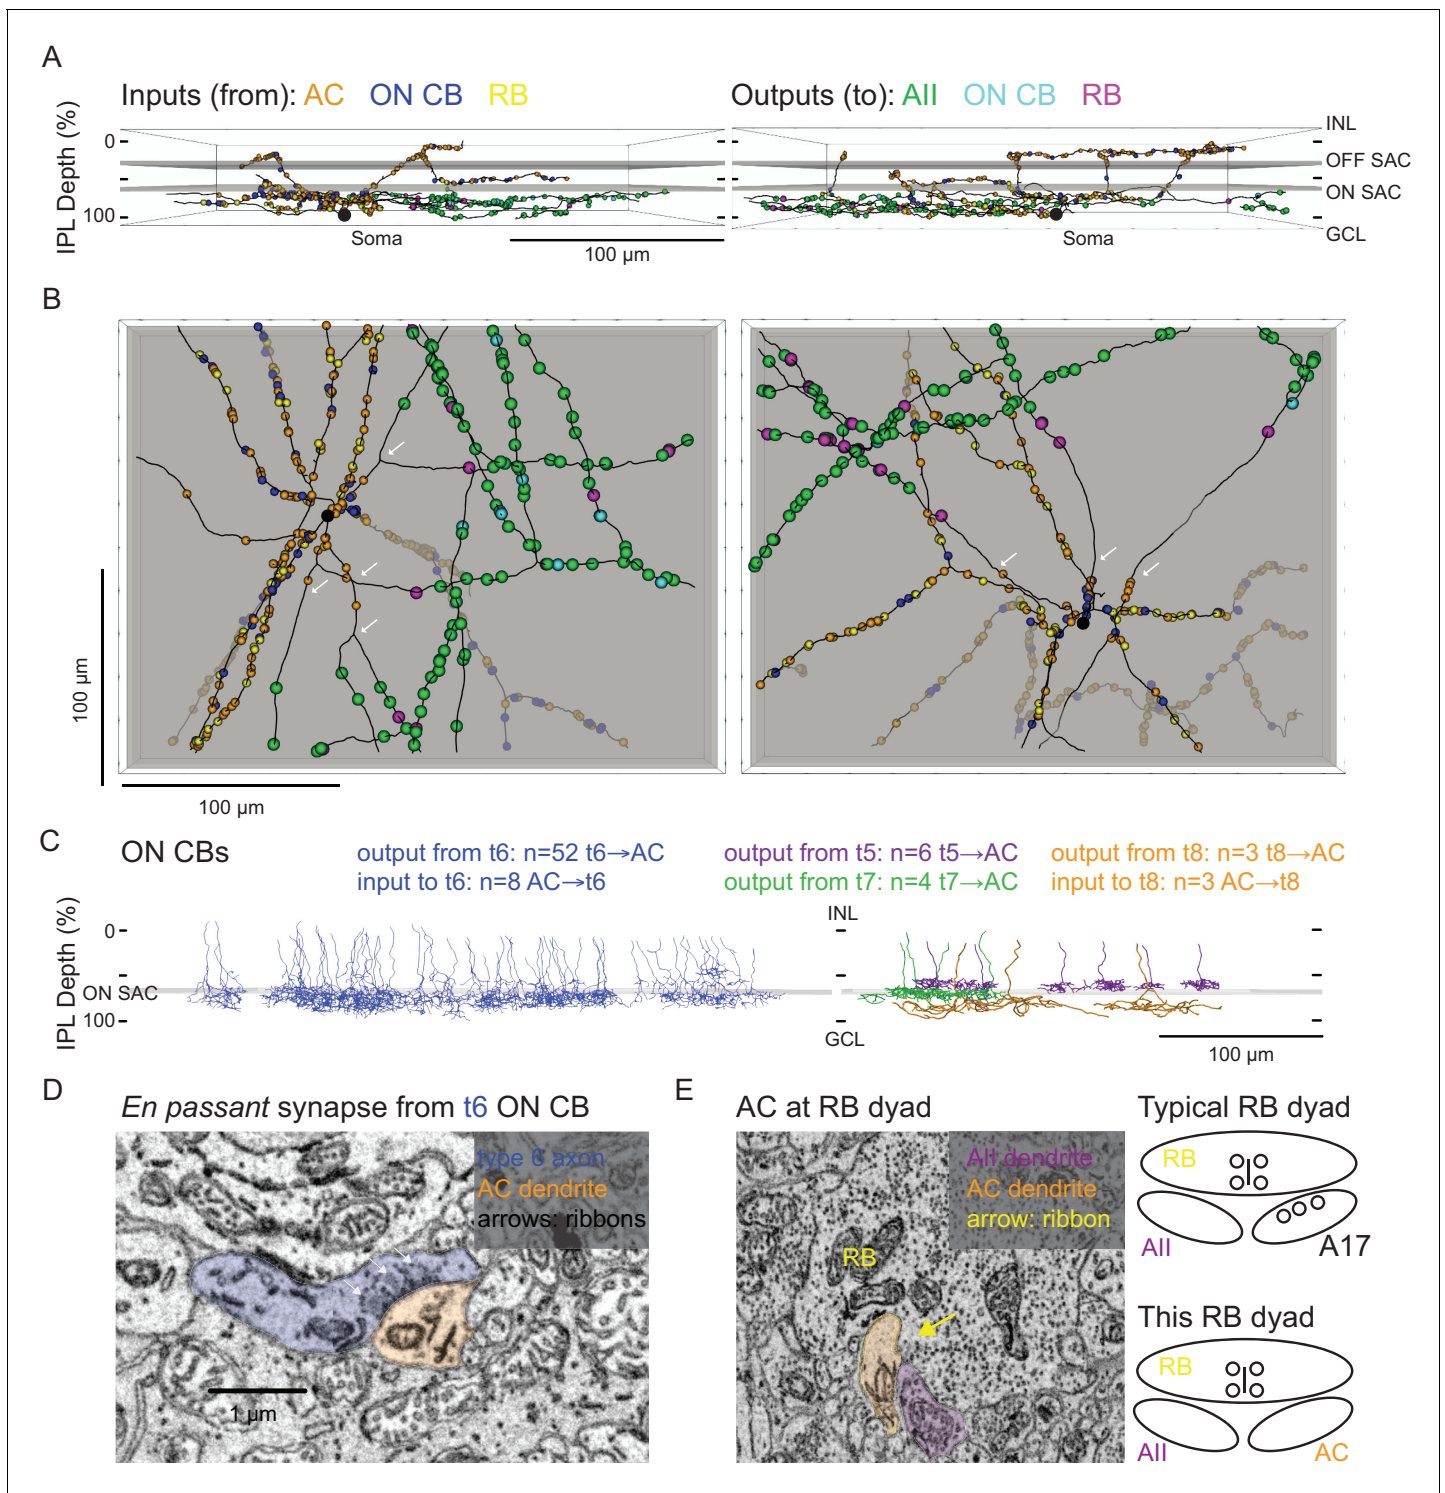 A
Inputs (from): AC ON CB RB
Outputs (to): AII ON CB RB
IPL Depth (%)
0
100
Soma
100 µm
Soma
INL
OFF SAC
ON SAC
GCL
B
100 µm
100 µm
C
ON CBs
output from t6: n=52 t6→AC
input to t6: n=8 AC→t6
output from t5: n=6 t5→AC
output from t7: n=4 t7→AC
output from t8: n=3 t8→AC
input to t8: n=3 AC→t8
IPL Depth (%)
0
ON SAC
100
INL
GCL
100 µm
D
En passant synapse from t6 ON CB
type 6 axon
AC dendrite
arrows: ribbons
1 µm
E
AC at RB dyad
AII dendrite
AC dendrite
arrow: ribbon
RB
Typical RB dyad
RB
AII
A17
This RB dyad
RB
AII
AC